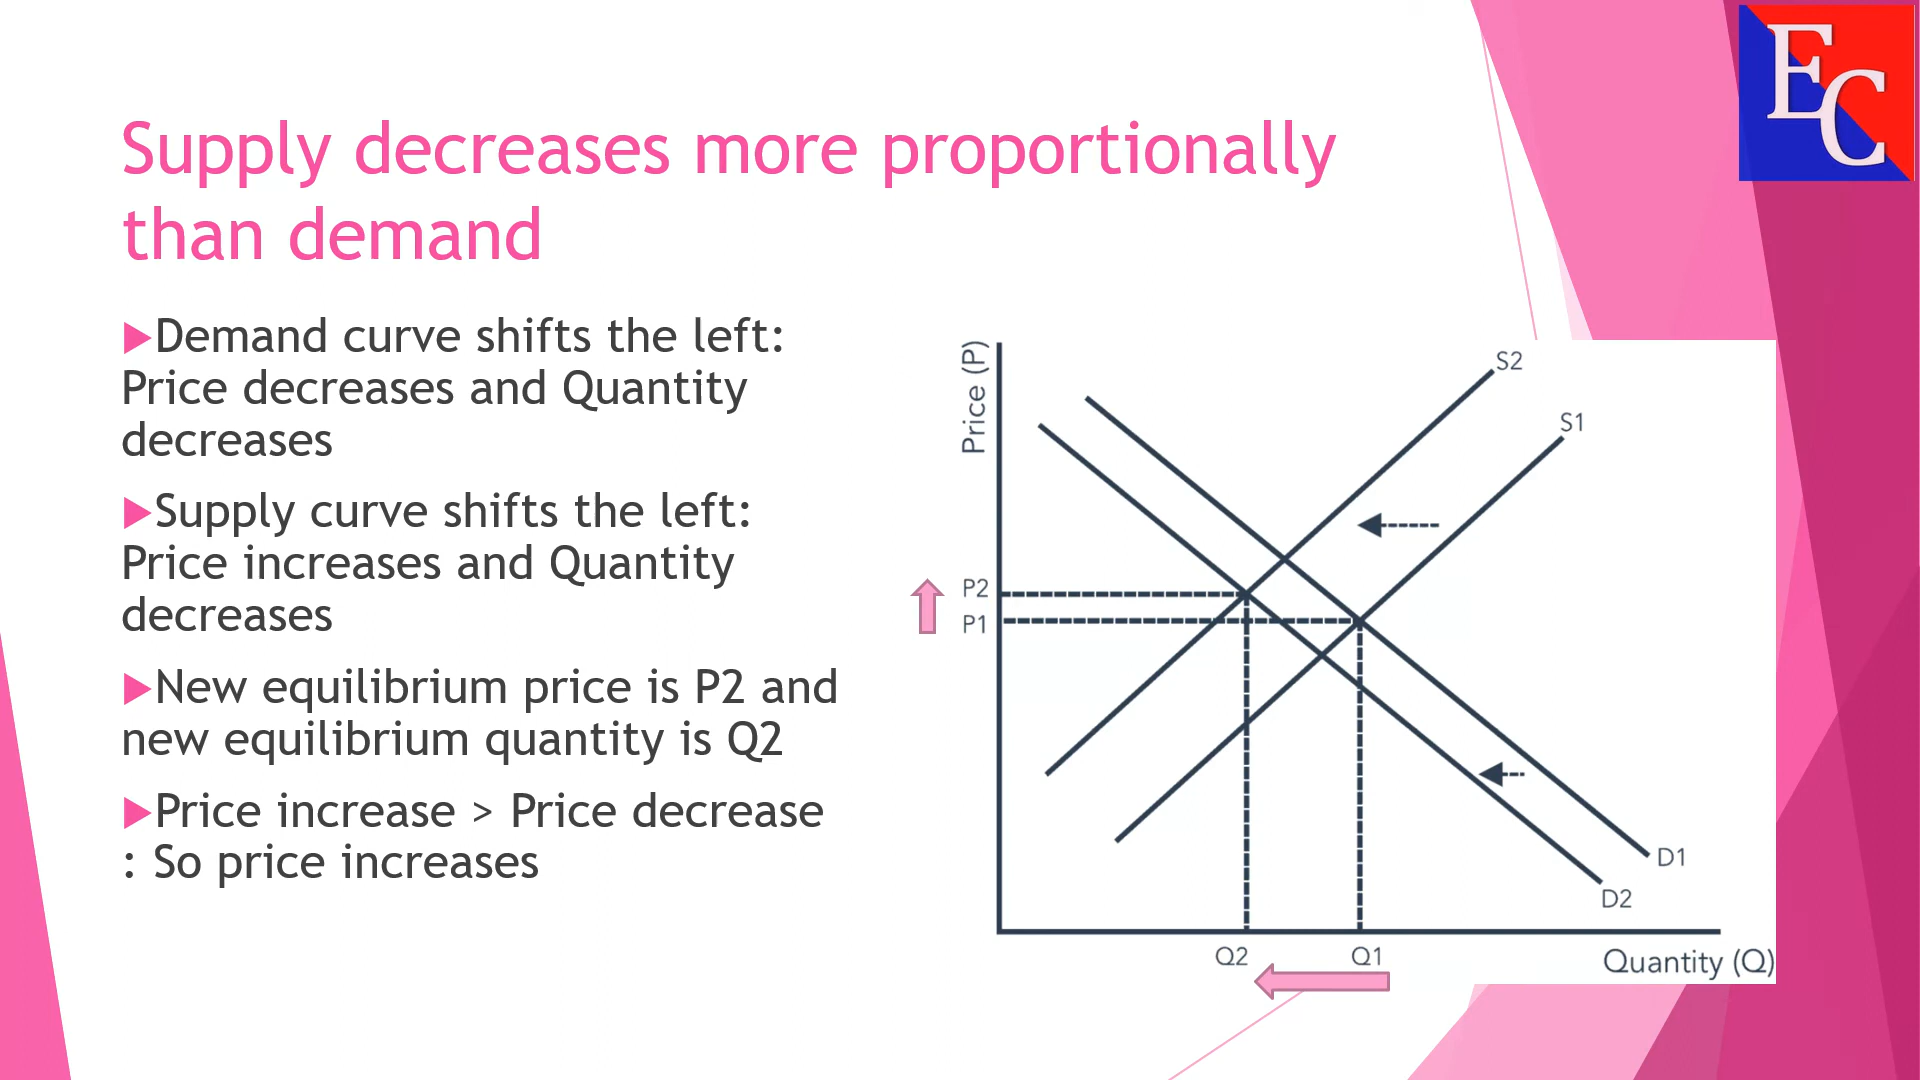 EC
Supply decreases more proportionally
than demand
Demand curve shifts the left:
Price decreases and Quantity
decreases
Supply curve shifts the left:
Price increases and Quantity
decreases
New equilibrium price is P2 and
new equilibrium quantity is Q2
Price increase > Price decrease
: So price increases
Price (P)
S2
S1
P2
P1
D1
D2
Q2
Q1
Quantity (Q)